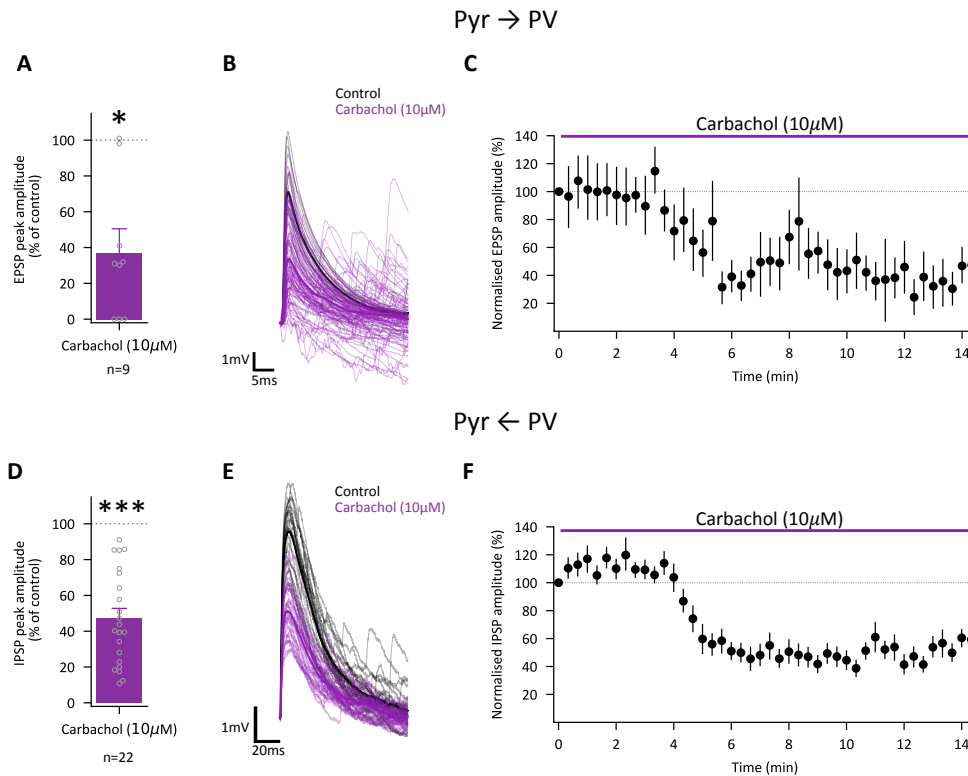 Pyr → PV
A
B
C
EPSP peak amplitude
(% of control)
100
80
60
40
20
0
*
Carbachol (10µM)
n=9
Control
Carbachol (10µM)
1mV
5ms
Carbachol (10µM)
Normalised EPSP amplitude (%)
140
120
100
80
60
40
20
0 2 4 6 8 10 12 14
Time (min)
Pyr ← PV
D
E
F
IPSP peak amplitude
(% of control)
100
80
60
40
20
0
***
Carbachol (10µM)
n=22
Control
Carbachol (10µM)
1mV
20ms
Carbachol (10µM)
Normalised IPSP amplitude (%)
140
120
100
80
60
40
20
0 2 4 6 8 10 12 14
Time (min)